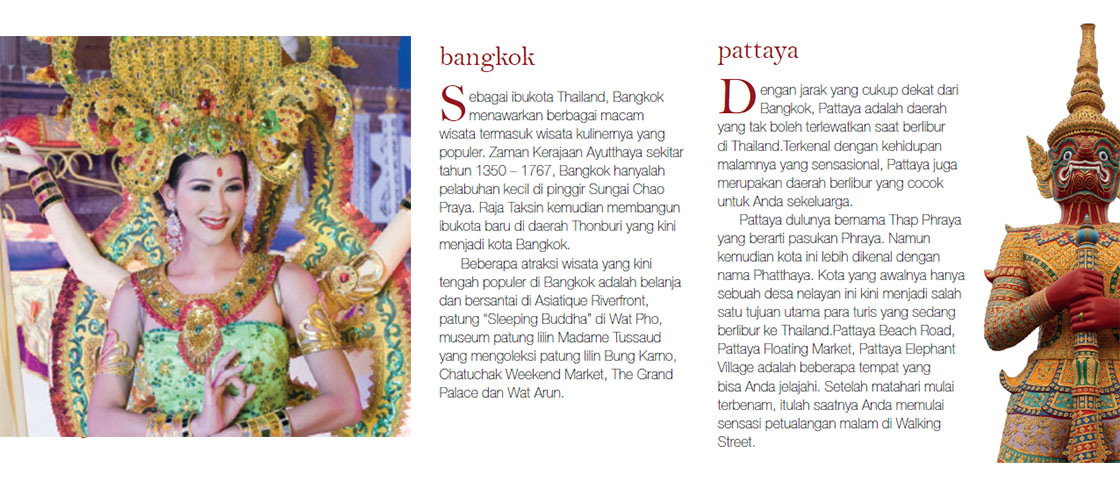 bangkok
Sebagai ibukota Thailand, Bangkok
menawarkan berbagai macam
wisata termasuk wisata kulinernya yang
populer. Zaman Kerajaan Ayutthaya sekitar
tahun 1350 – 1767, Bangkok hanyalah
pelabuhan kecil di pinggir Sungai Chao
Praya. Raja Taksin kemudian membangun
ibukota baru di daerah Thonburi yang kini
menjadi kota Bangkok.
Beberapa atraksi wisata yang kini
tengah populer di Bangkok adalah belanja
dan bersantai di Asiatique Riverfront,
patung “Sleeping Buddha” di Wat Pho,
museum patung lilin Madame Tussaud
yang mengoleksi patung lilin Bung Karno,
Chatuchak Weekend Market, The Grand
Palace dan Wat Arun.
pattaya
Dengan jarak yang cukup dekat dari
Bangkok, Pattaya adalah daerah
yang tak boleh terlewatkan saat berlibur
di Thailand.Terkenal dengan kehidupan
malamnya yang sensasional, Pattaya juga
merupakan daerah berlibur yang cocok
untuk Anda sekeluarga.
Pattaya dulunya bernama Thap Phraya
yang berarti pasukan Phraya. Namun
kemudian kota ini lebih dikenal dengan
nama Phatthaya. Kota yang awalnya hanya
sebuah desa nelayan ini kini menjadi salah
satu tujuan utama para turis yang sedang
berlibur ke Thailand.Pattaya Beach Road,
Pattaya Floating Market, Pattaya Elephant
Village adalah beberapa tempat yang
bisa Anda jelajahi. Setelah matahari mulai
terbenam, itulah saatnya Anda memulai
sensasi petualangan malam di Walking
Street.